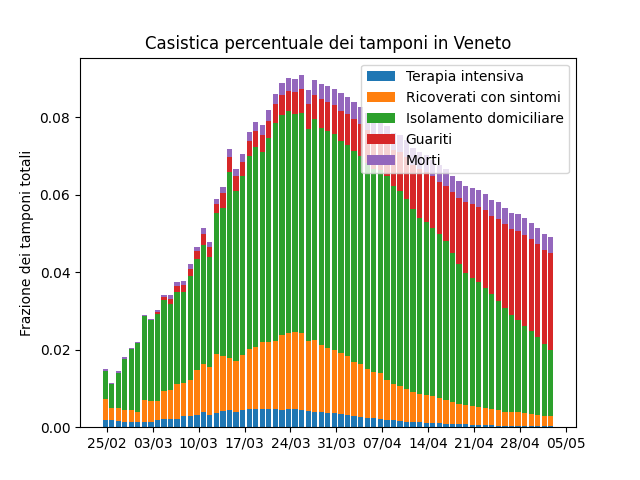 Casistica percentuale dei tamponi in Veneto
Terapia intensiva
Ricoverati con sintomi
Isolamento domiciliare
Guariti
Morti
Frazione dei tamponi totali
0.08
0.06
0.04
0.02
0.00
25/02 03/03 10/03 17/03 24/03 31/03 07/04 14/04 21/04 28/04 05/05